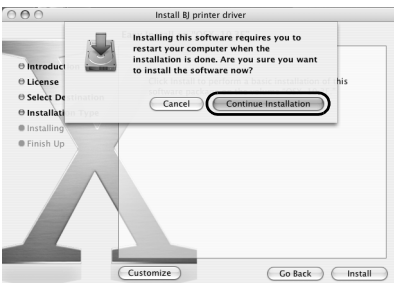 Install BJ printer driver
Installing this software requires you to
restart your computer when the
installation is done. Are you sure you want
to install the software now?
Cancel
Continue Installation
Introduct
License
Select De
Installati
Installing
Finish Up
this
Customize
Go Back
Install